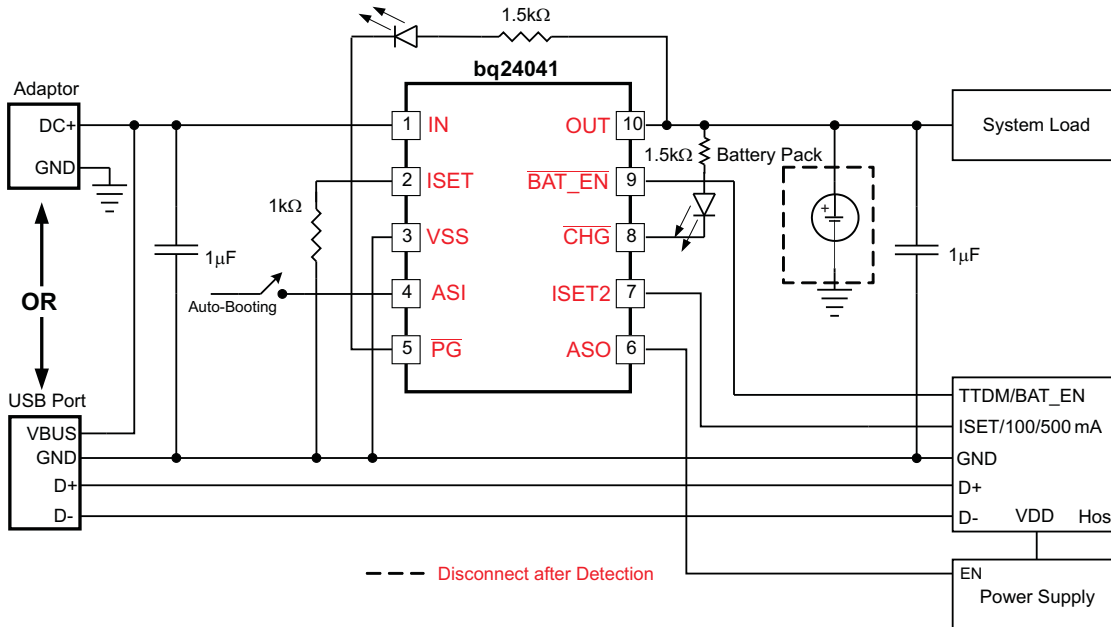 1.5kΩ
bq24041
Adaptor
DC+
GND
1 IN
OUT 10
System Load
1.5kΩ
Battery Pack
2 ISET
BAT_EN 9
1kΩ
+
3 VSS
CHG 8
1µF
1µF
OR
4 ASI
ISET2 7
Auto-Booting
5 PG
ASO 6
USB Port
TTDM/BAT_EN
VBUS
ISET/100/500 mA
GND
GND
D+
D+
D-
D-
VDD
Hos
Disconnect after Detection
EN
Power Supply